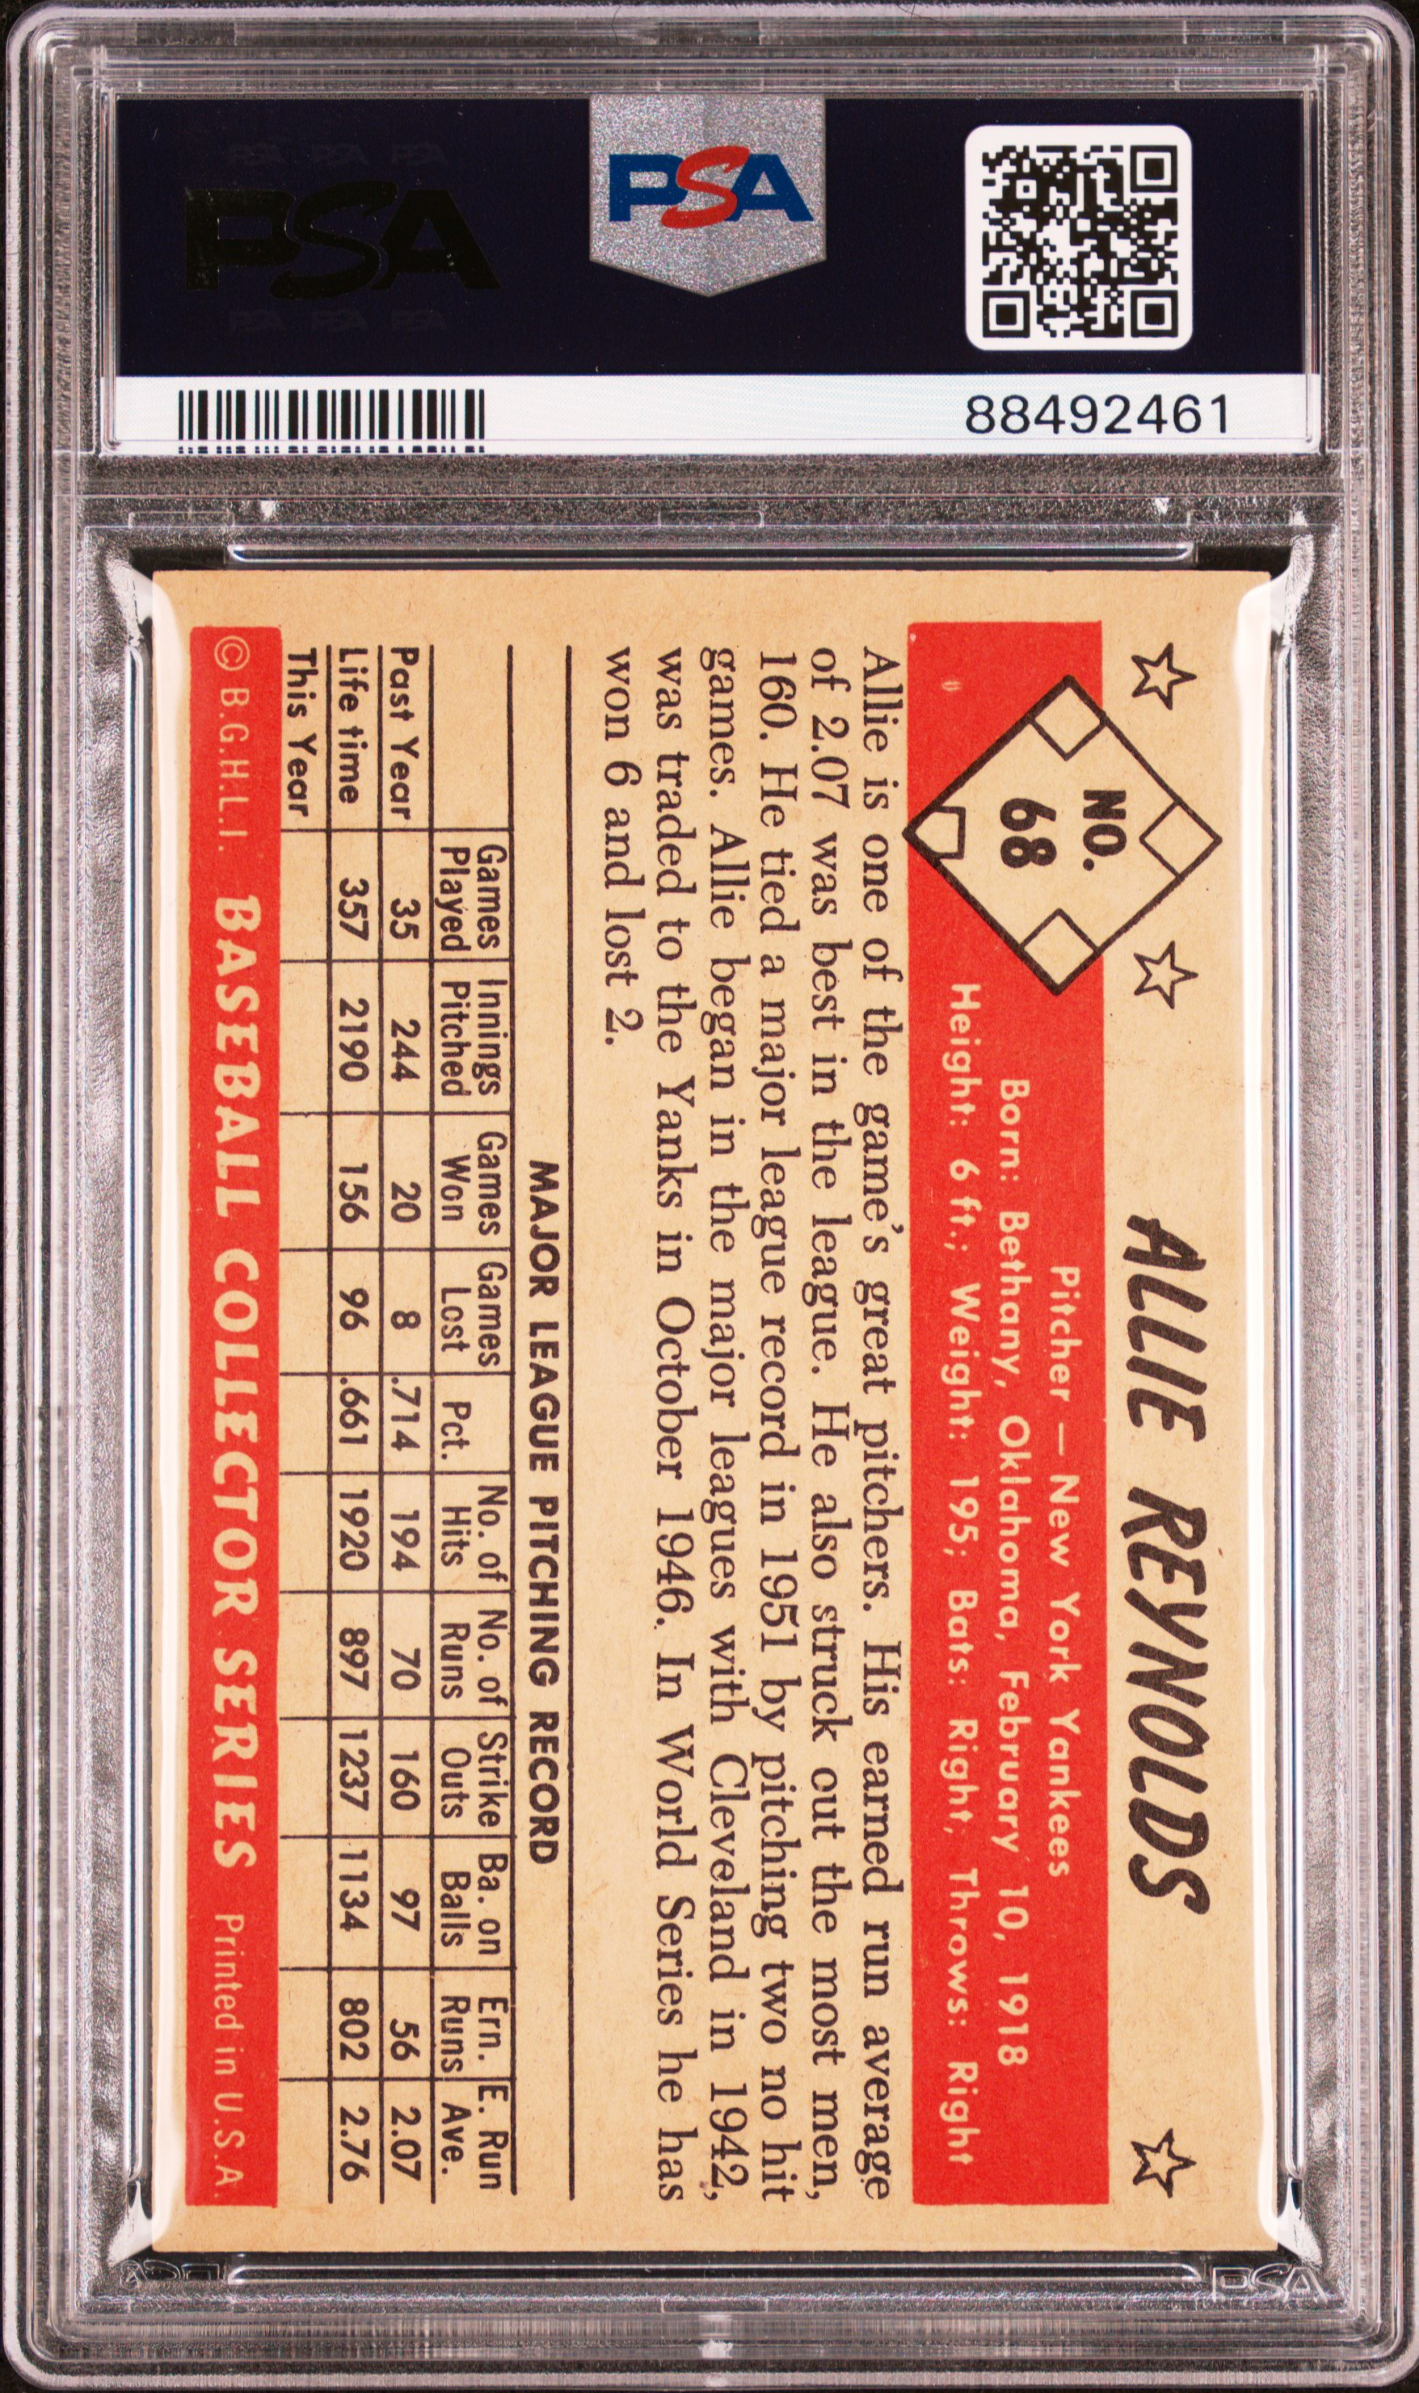 PSA
PSA PSA PSA
PSA
PSA PSA PSA
88492461
ALLIE REYNOLDS
NO.
68
Pitcher — New York Yankees
Born: Bethany, Oklahoma, February 10, 1918
Height: 6 ft.; Weight: 195; Bats: Right, Throws: Right
Allie is one of the game's great pitchers. His earned run average
of 2.07 was best in the league. He also struck out the most men,
160. He tied a major league record in 1951 by pitching two no hit
games. Allie began in the major leagues with Cleveland in 1942,
was traded to the Yanks in October 1946. In World Series he has
won 6 and lost 2.
MAJOR LEAGUE PITCHING RECORD
Games Innings Games Games No. of No. of Strike Ba. on Ern. E. Run
Played Pitched Won Lost Pct. Hits Runs Outs Balls Runs Ave.
Past Year 35 244 20 8 .714 194 70 160 97 56 2.07
Life time 357 2190 156 96 .661 1920 897 1237 1134 802 2.76
This Year
© B.G.H.L.I. BASEBALL COLLECTOR SERIES Printed in U.S.A.
PSA